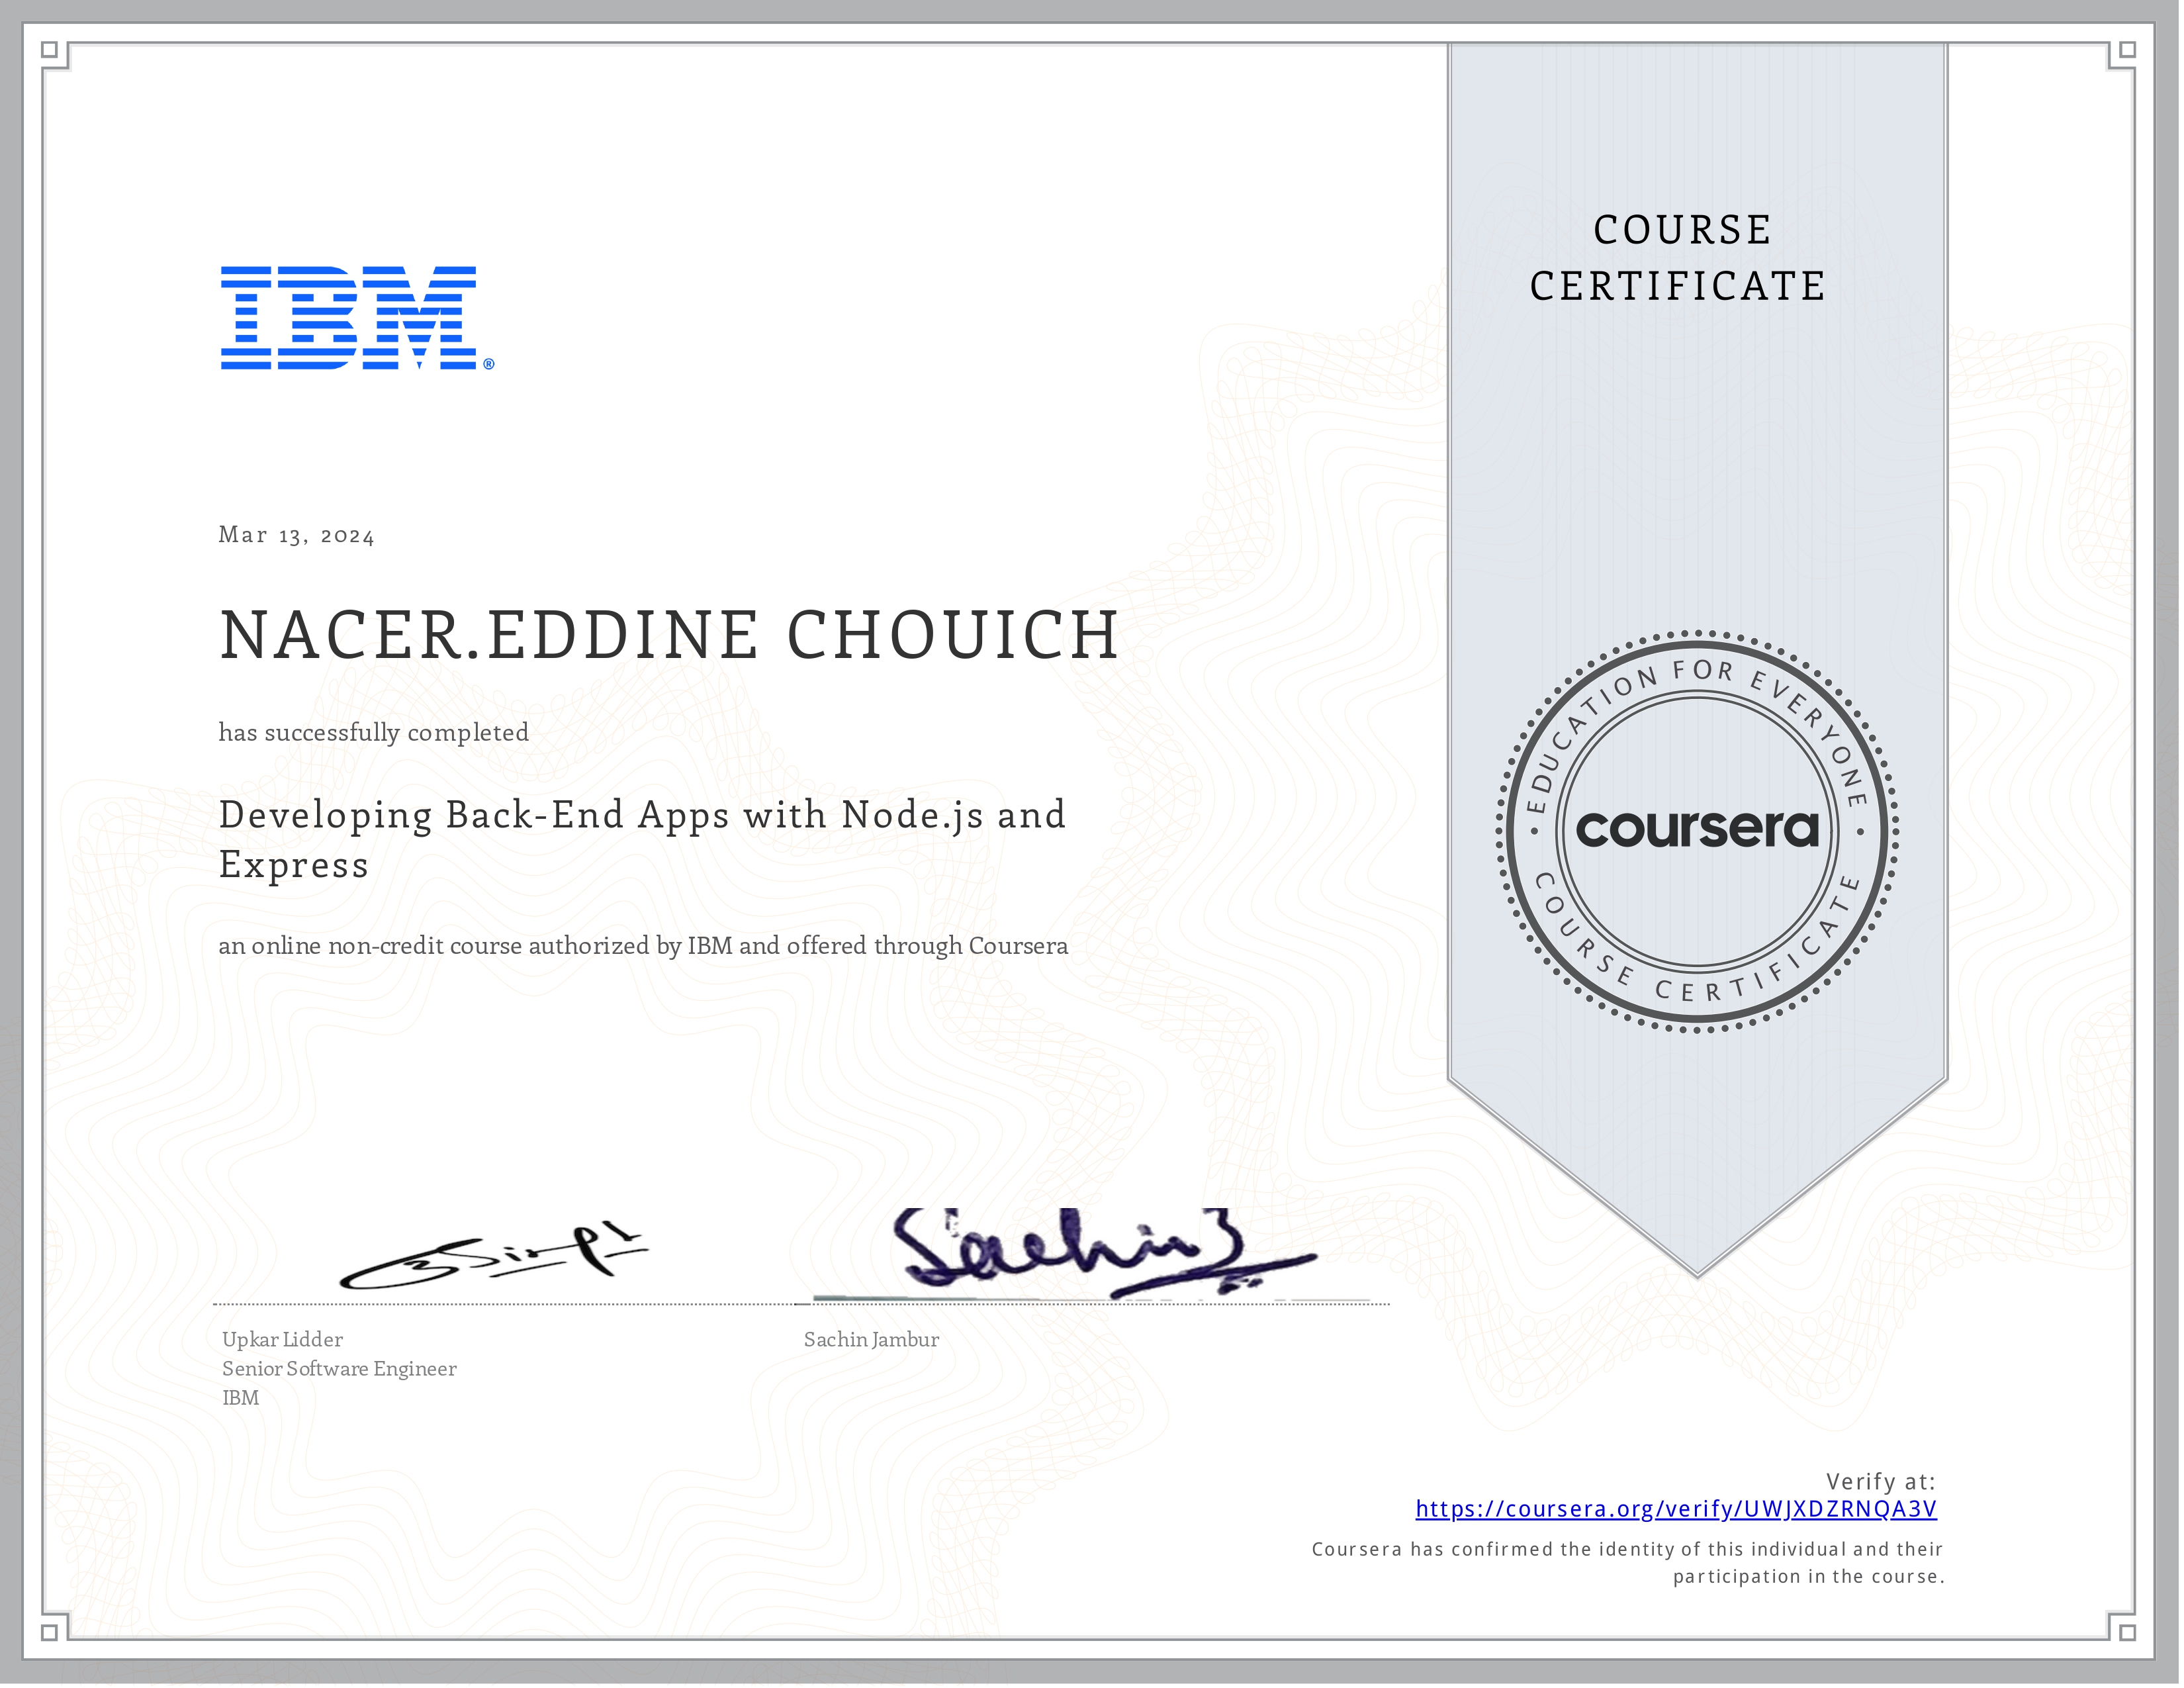 COURSE
CERTIFICATE
IBM®
Mar 13, 2024
NACER.EDDINE CHOUICH
has successfully completed
Developing Back-End Apps with Node.js and
Express
an online non-credit course authorized by IBM and offered through Coursera
EDUCATION FOR EVERYONE
coursera
COURSE CERTIFICATE
Sachin J
Upkar Lidder
Senior Software Engineer
IBM
Sachin Jambur
Verify at:
https://coursera.org/verify/UWJXDZRNQA3V
Coursera has confirmed the identity of this individual and their
participation in the course.